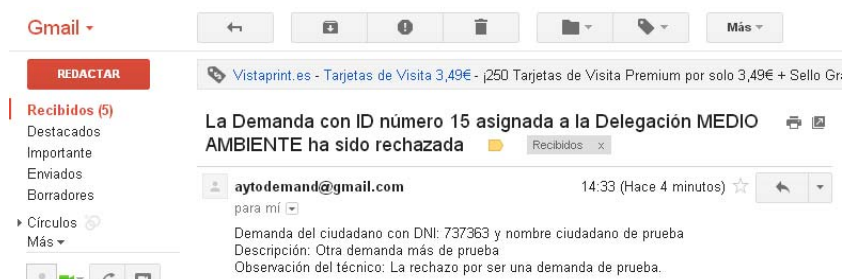 Gmail
Más
REDACTAR
Vistaprint.es - Tarjetas de Visita 3,49€ - ¡250 Tarjetas de Visita Premium por solo 3,49€ + Sello
Recibidos (5)
Destacados
Importante
Enviados
Borradores
Círculos
Más
La Demanda con ID número 15 asignada a la Delegación MEDIO
AMBIENTE ha sido rechazada Recibidos x
aytodemand@gmail.com 14:33 (Hace 4 minutos)
para mí
Demanda del ciudadano con DNI: 737363 y nombre ciudadano de prueba
Descripción: Otra demanda más de prueba
Observación del técnico: La rechazo por ser una demanda de prueba.